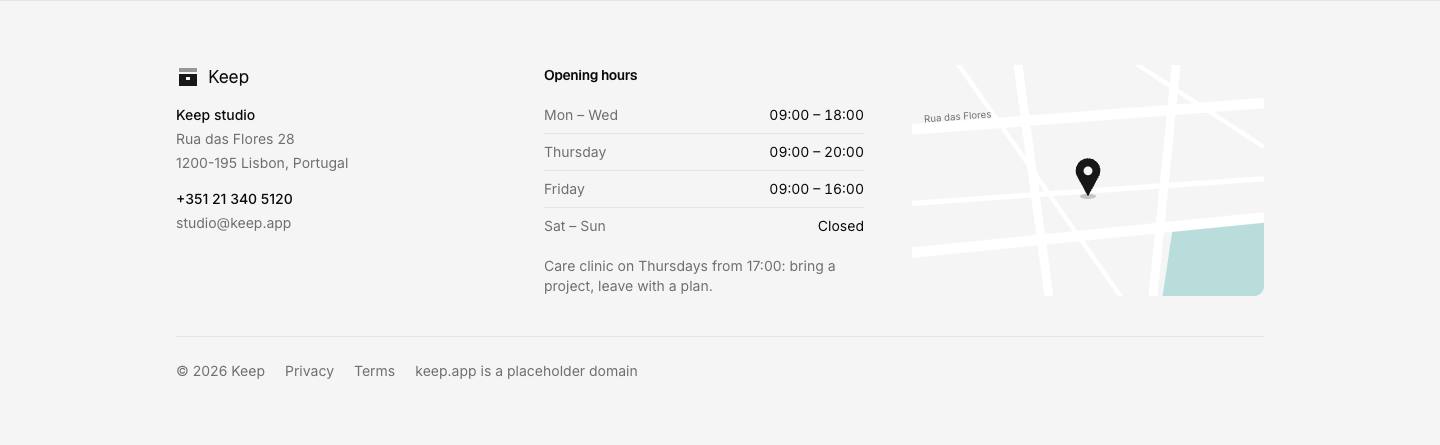 Keep
Keep studio
Rua das Flores 28
1200-195 Lisbon, Portugal
+351 21 340 5120
studio@keep.app
Opening hours
Mon – Wed 09:00 – 18:00
Thursday 09:00 – 20:00
Friday 09:00 – 16:00
Sat – Sun Closed
Care clinic on Thursdays from 17:00: bring a
project, leave with a plan.
Rua das Flores
© 2026 Keep Privacy Terms keep.app is a placeholder domain